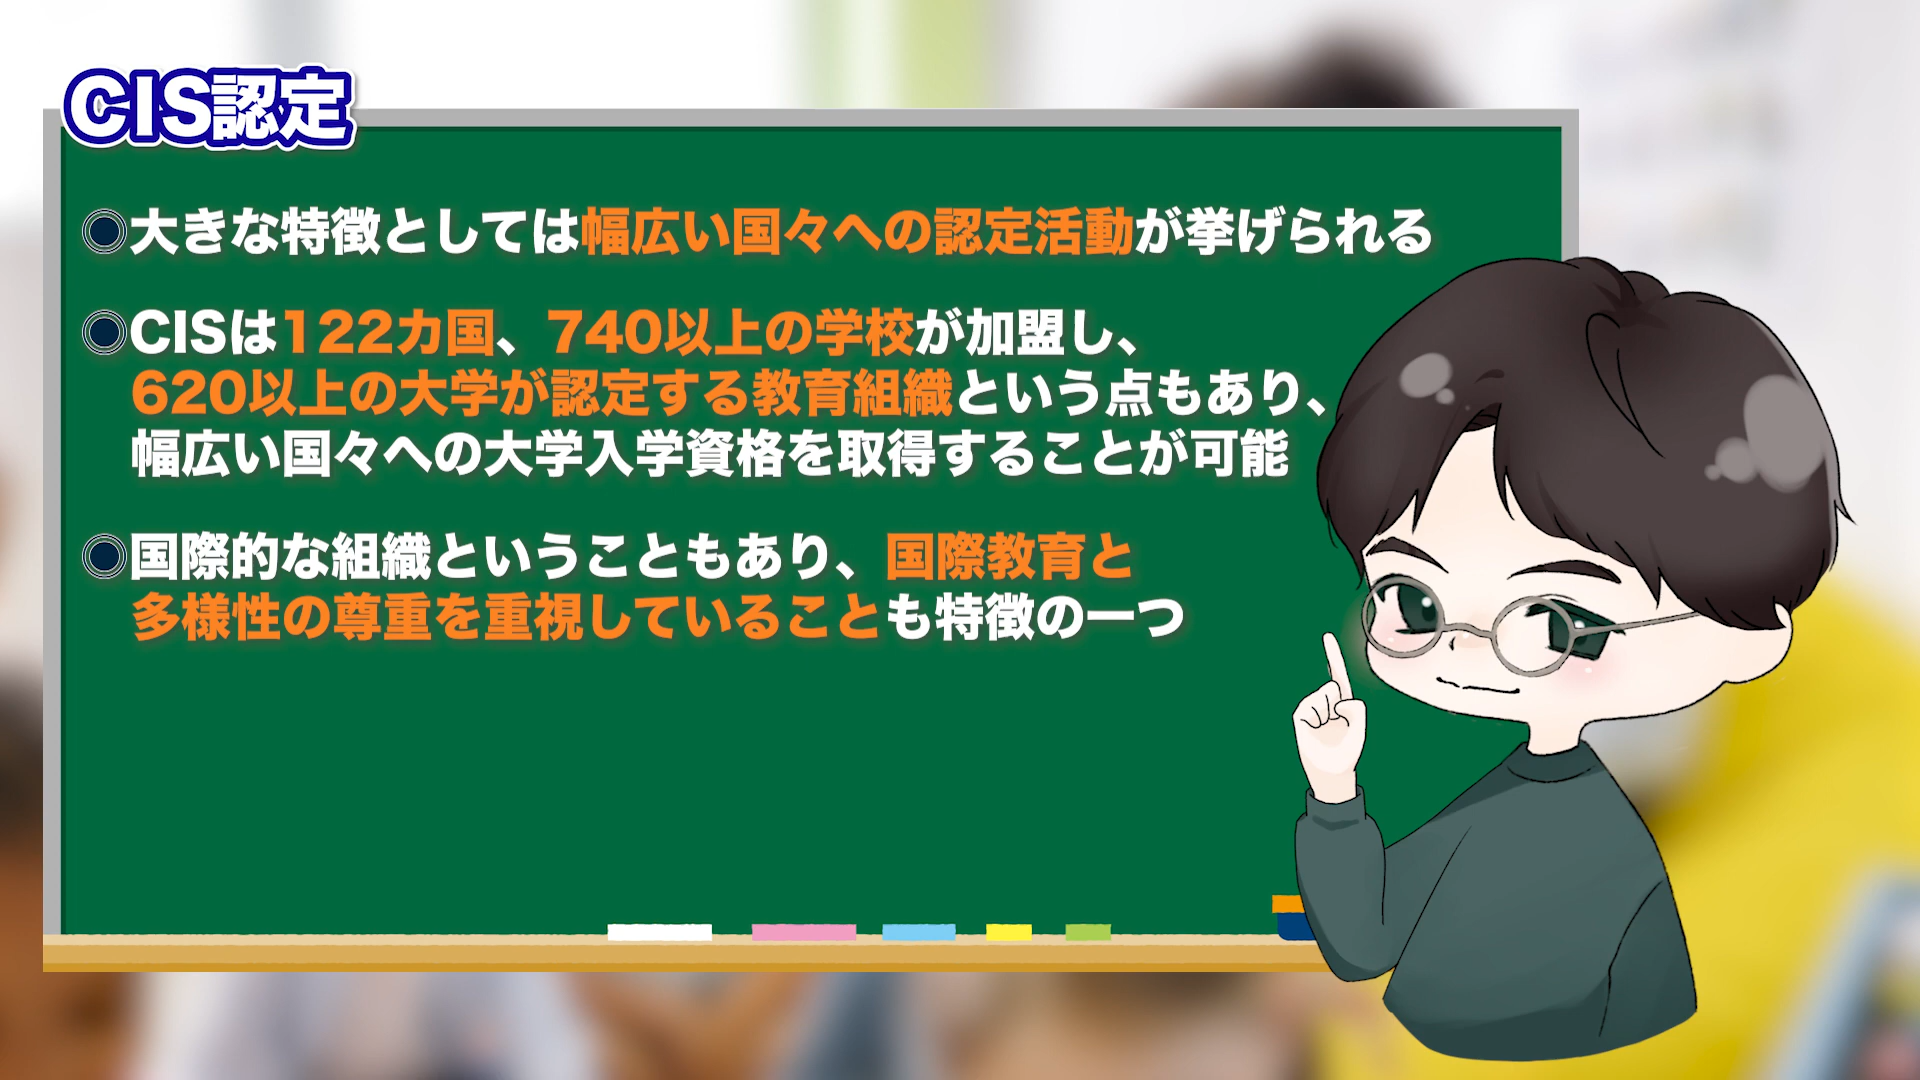 CIS認定
◉大きな特徴としては幅広い国々への認定活動が挙げられる
◉CISは122カ国、740以上の学校が加盟し、
620以上の大学が認定する教育組織という点もあり、
幅広い国々への大学入学資格を取得することが可能
◉国際的な組織ということもあり、国際教育と
多様性の尊重を重視していることも特徴の一つ